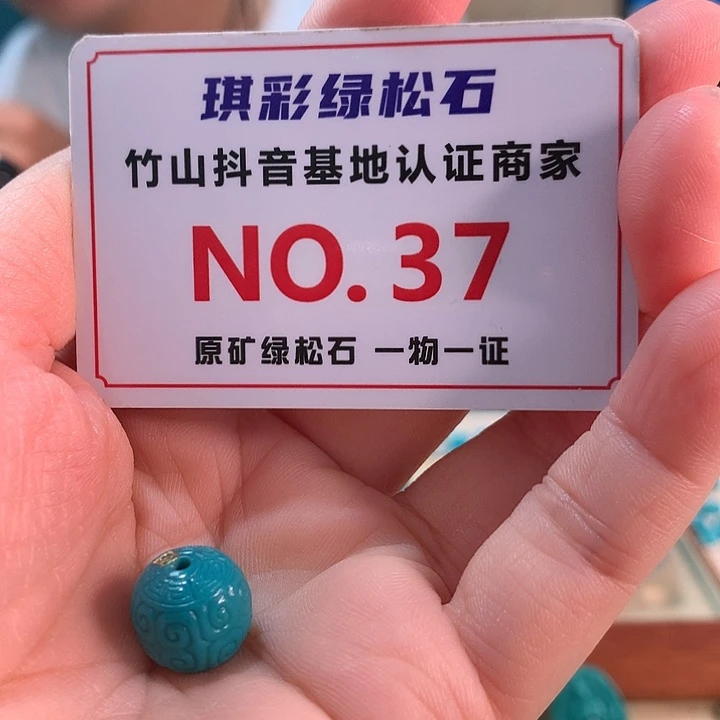 琪彩绿松石
竹山抖音基地认证商家
NO.37
原矿绿松石 一物一证